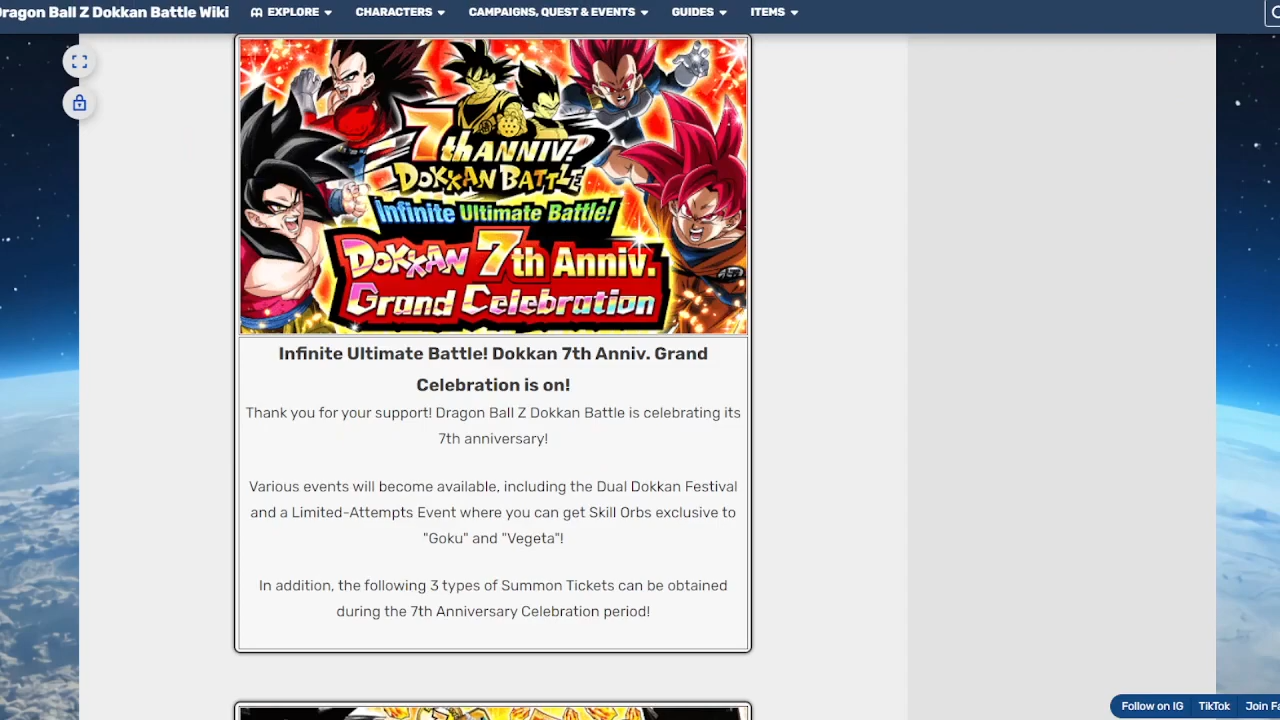 Dragon Ball Z Dokkan Battle Wiki
EXPLORE
CHARACTERS
CAMPAIGNS, QUEST & EVENTS
GUIDES
ITEMS
7th ANNIV.!
DOKKAN BATTLE
Infinite Ultimate Battle!
DOKKAN 7th Anniv.
Grand Celebration
Infinite Ultimate Battle! Dokkan 7th Anniv. Grand
Celebration is on!
Thank you for your support! Dragon Ball Z Dokkan Battle is celebrating its
7th anniversary!
Various events will become available, including the Dual Dokkan Festival
and a Limited-Attempts Event where you can get Skill Orbs exclusive to
"Goku" and "Vegeta"!
In addition, the following 3 types of Summon Tickets can be obtained
during the 7th Anniversary Celebration period!
Follow on IG
TikTok
Join